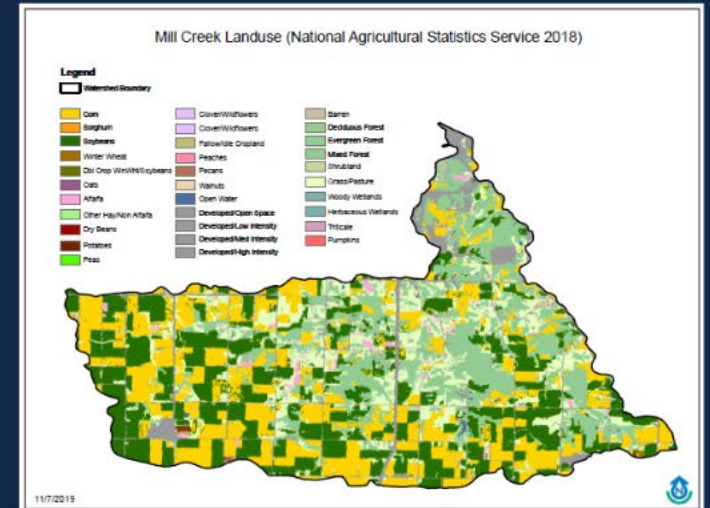 Mill Creek Landuse (National Agricultural Statistics Service 2018)
Legend
Watershed Boundary
Corn
Sorghum
Soybeans
Winter Wheat
Dbl Crop WinWht/Soybeans
Oats
Alfalfa
Other Hay/Non Alfalfa
Dry Beans
Potatoes
Peas
Clover/Wildflowers
Clover/Wildflowers
Fallow/Idle Cropland
Peaches
Pecans
Walnuts
Open Water
Developed/Open Space
Developed/Low Intensity
Developed/Med Intensity
Developed/High Intensity
Barren
Deciduous Forest
Evergreen Forest
Mixed Forest
Shrubland
Grass/Pasture
Woody Wetlands
Herbaceous Wetlands
Triticale
Pumpkins
11/7/2019
N